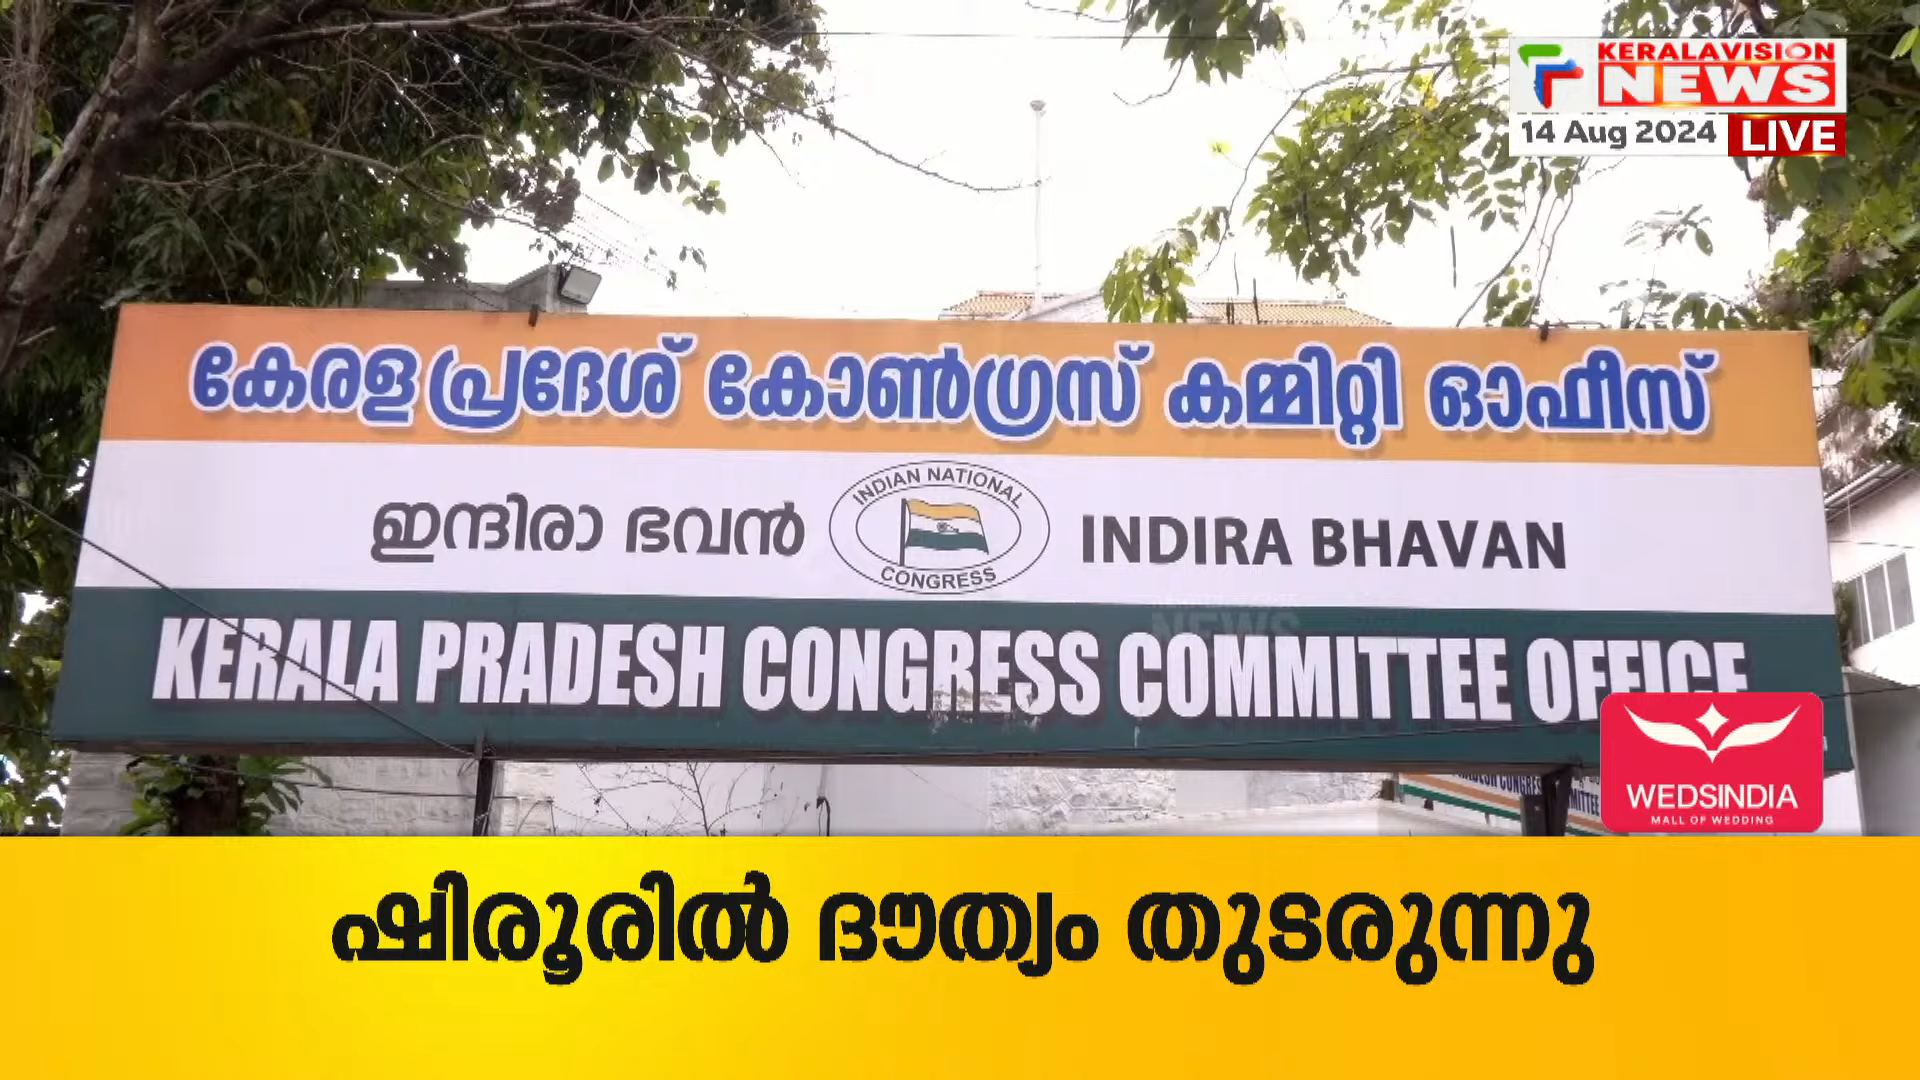 KERALAVISION
NEWS
14 Aug 2024 LIVE
കേരള പ്രദേശ് കോൺഗ്രസ് കമ്മിറ്റി ഓഫീസ്
ഇന്ദിരാ ഭവൻ INDIAN NATIONAL CONGRESS INDIRA BHAVAN
KERALA PRADESH CONGRESS COMMITTEE OFFICE
WEDSINDIA
MALL OF WEDDING
ഷിരൂരിൽ ദൗത്യം തുടരുന്നു